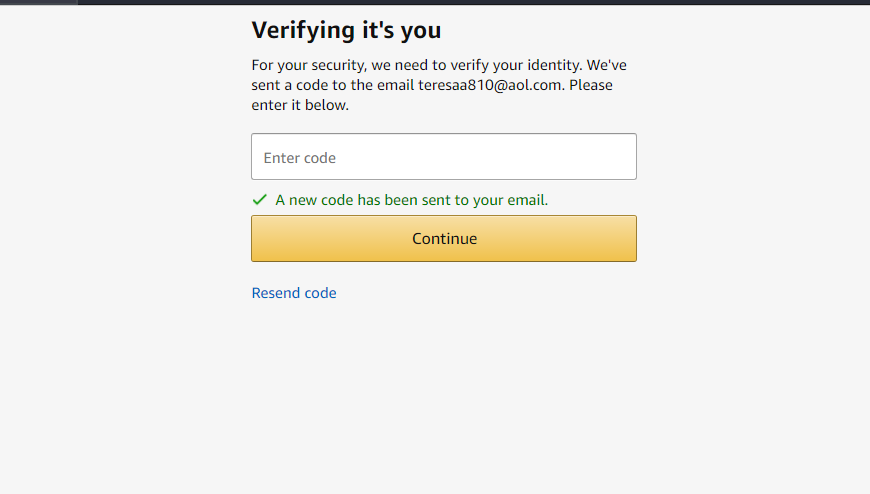 Verifying it's you
For your security, we need to verify your identity. We've
sent a code to the email teresaa810@aol.com. Please
enter it below.
Enter code
✓ A new code has been sent to your email.
Continue
Resend code